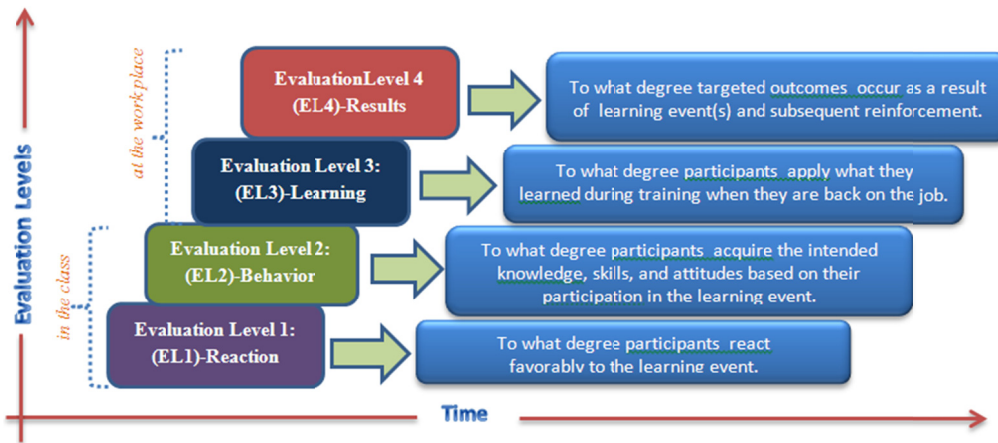 Evaluation Levels
at the work place
in the class
EvaluationLevel 4
(EL4)-Results
To what degree targeted outcomes occur as a result
of learning event(s) and subsequent reinforcement.
Evaluation Level 3:
(EL3)-Learning
To what degree participants apply what they
learned during training when they are back on the job.
Evaluation Level 2:
(EL2)-Behavior
To what degree participants acquire the intended
knowledge, skills, and attitudes based on their
participation in the learning event.
Evaluation Level 1:
(EL1)-Reaction
To what degree participants react
favorably to the learning event.
Time